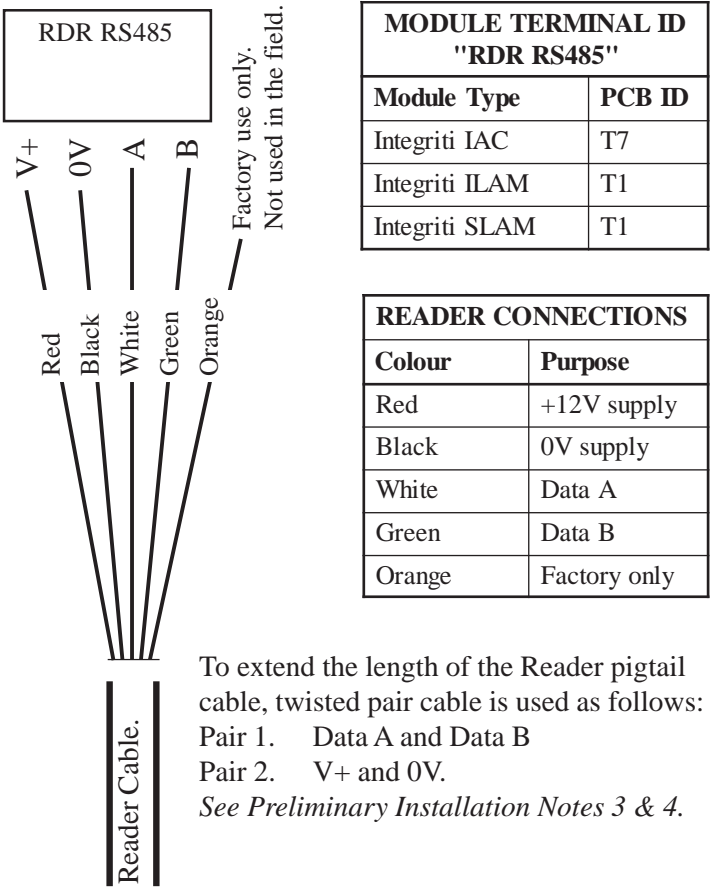 RDR RS485
V+
0V
A
B
Factory use only.
Not used in the field.
Red
Black
White
Green
Orange
Reader Cable.
MODULE TERMINAL ID
"RDR RS485"
Module Type PCB ID
Integriti IAC T7
Integriti ILAM T1
Integriti SLAM T1
READER CONNECTIONS
Colour Purpose
Red +12V supply
Black 0V supply
White Data A
Green Data B
Orange Factory only
To extend the length of the Reader pigtail
cable, twisted pair cable is used as follows:
Pair 1. Data A and Data B
Pair 2. V+ and 0V.
See Preliminary Installation Notes 3 & 4.